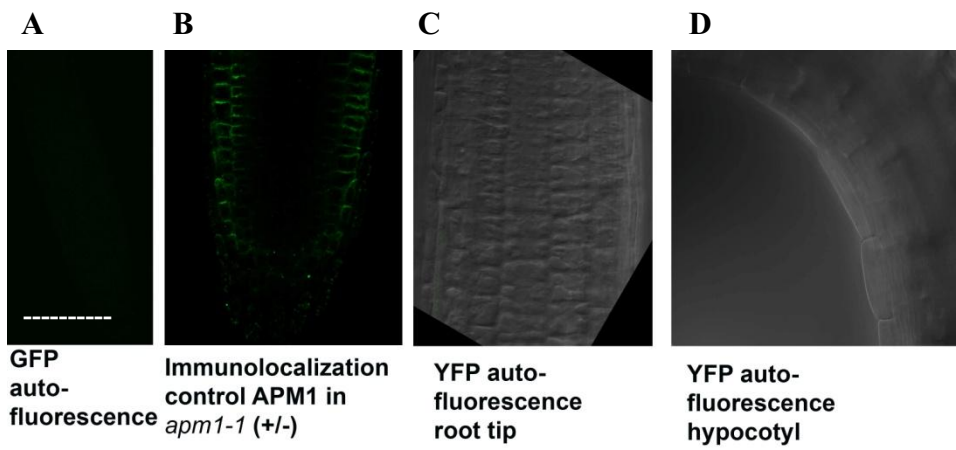 A B C D
GFP
auto-
fluorescence
Immunolocalization
control APM1 in
apm1-1 (+/-)
YFP auto-
fluorescence
root tip
YFP auto-
fluorescence
hypocotyl